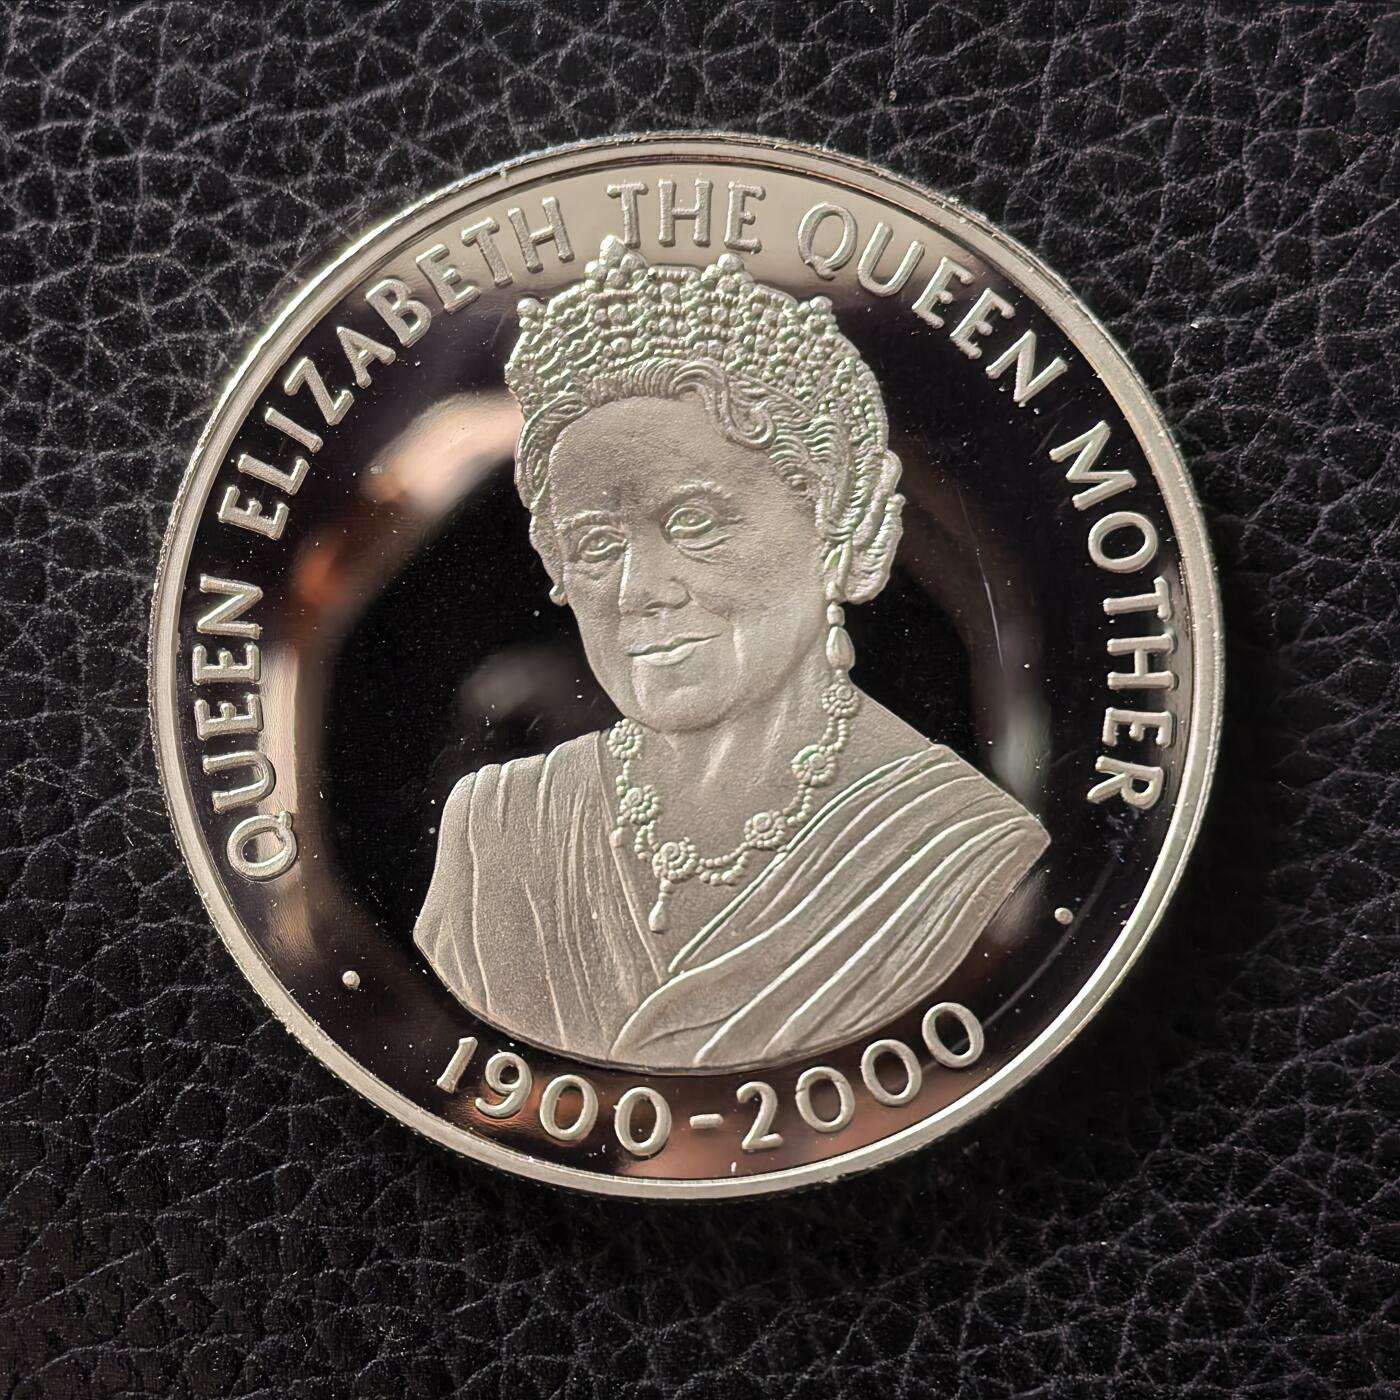 QUEEN ELIZABETH THE QUEEN MOTHER
1900-2000